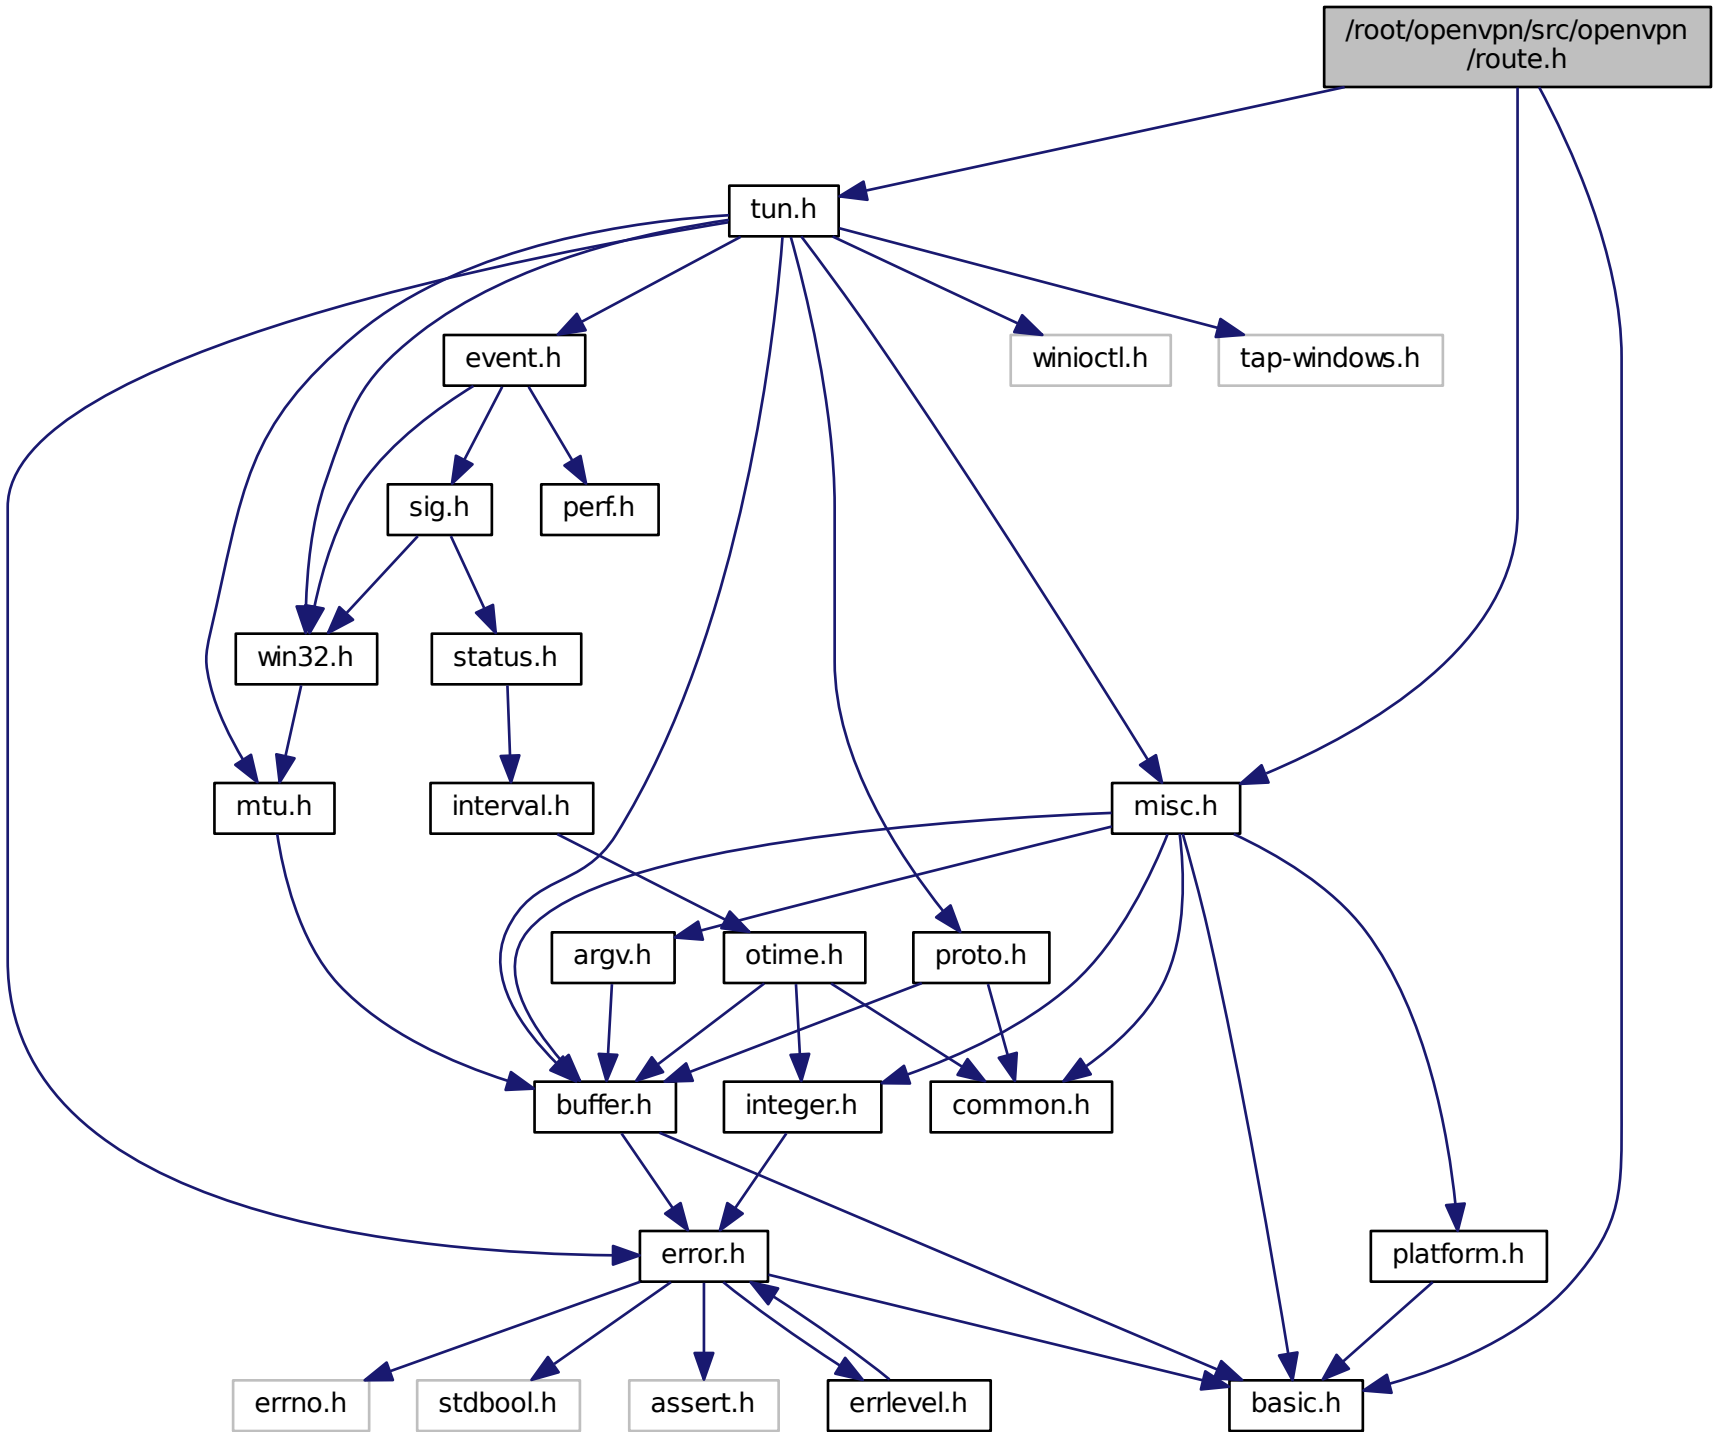 /root/openvpn/src/openvpn
/route.h
tun.h
event.h
winioctl.h
tap-windows.h
sig.h
perf.h
win32.h
status.h
mtu.h
interval.h
misc.h
argv.h
otime.h
proto.h
buffer.h
integer.h
common.h
error.h
platform.h
errno.h
stdbool.h
assert.h
errlevel.h
basic.h